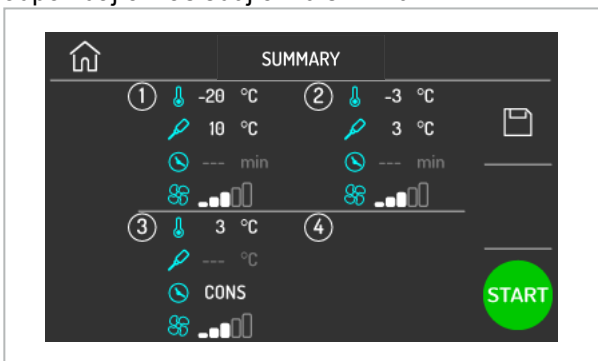 SUMMARY
1 -20 °C 2 -3 °C
10 °C 3 °C
--- min --- min
3 3 °C 4
--- °C
CONS
START